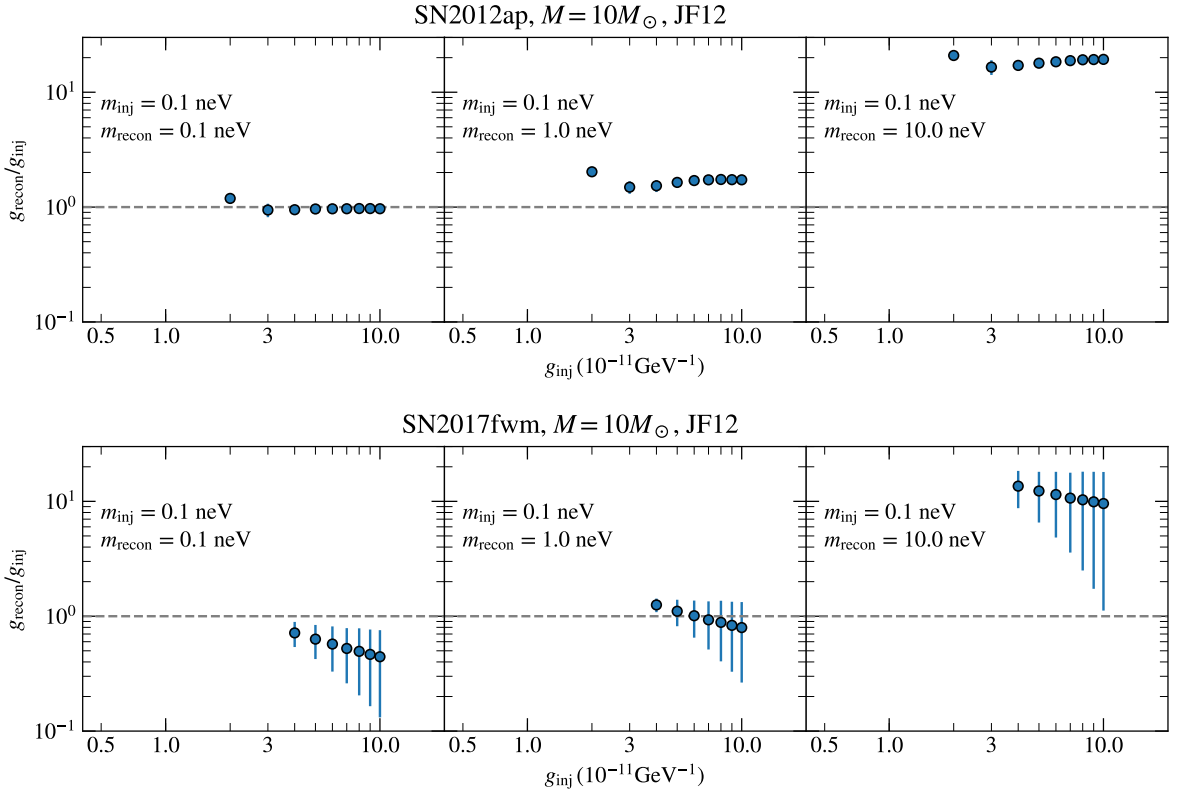 SN2012ap, M = 10M⊙, JF12
g_recon/g_inj
10¹
10⁰
10⁻¹
m_inj = 0.1 neV
m_recon = 0.1 neV
m_inj = 0.1 neV
m_recon = 1.0 neV
m_inj = 0.1 neV
m_recon = 10.0 neV
0.5 1.0 3 10.0 0.5 1.0 3 10.0 0.5 1.0 3 10.0
g_inj (10⁻¹¹GeV⁻¹)
SN2017fwm, M = 10M⊙, JF12
g_recon/g_inj
10¹
10⁰
10⁻¹
m_inj = 0.1 neV
m_recon = 0.1 neV
m_inj = 0.1 neV
m_recon = 1.0 neV
m_inj = 0.1 neV
m_recon = 10.0 neV
0.5 1.0 3 10.0 0.5 1.0 3 10.0 0.5 1.0 3 10.0
g_inj (10⁻¹¹GeV⁻¹)